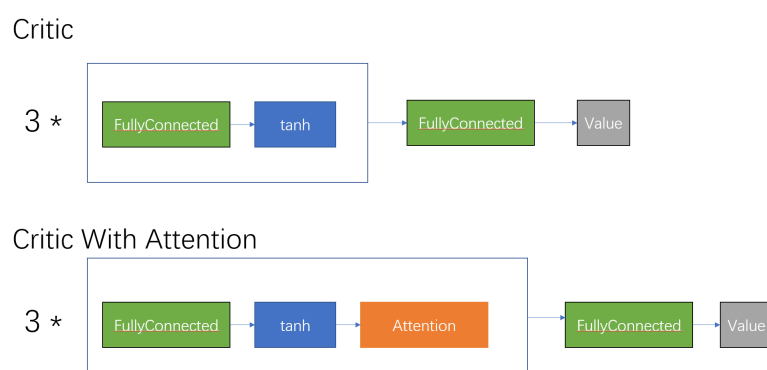 Critic
3 * FullyConnected tanh FullyConnected Value
Critic With Attention
3 * FullyConnected tanh Attention FullyConnected Value